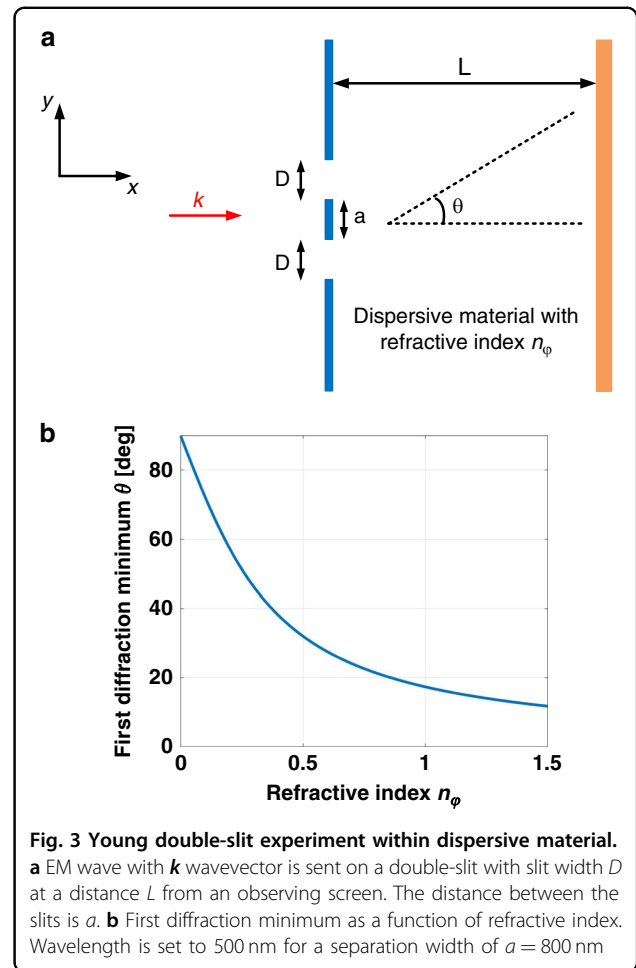 a
L
y
D
x
k
a
θ
D
Dispersive material with
refractive index nφ
b
First diffraction minimum θ [deg]
80
60
40
20
0
0 0.5 1 1.5
Refractive index nφ
Fig. 3 Young double-slit experiment within dispersive material.
a EM wave with k wavevector is sent on a double-slit with slit width D
at a distance L from an observing screen. The distance between the
slits is a. b First diffraction minimum as a function of refractive index.
Wavelength is set to 500 nm for a separation width of a = 800 nm